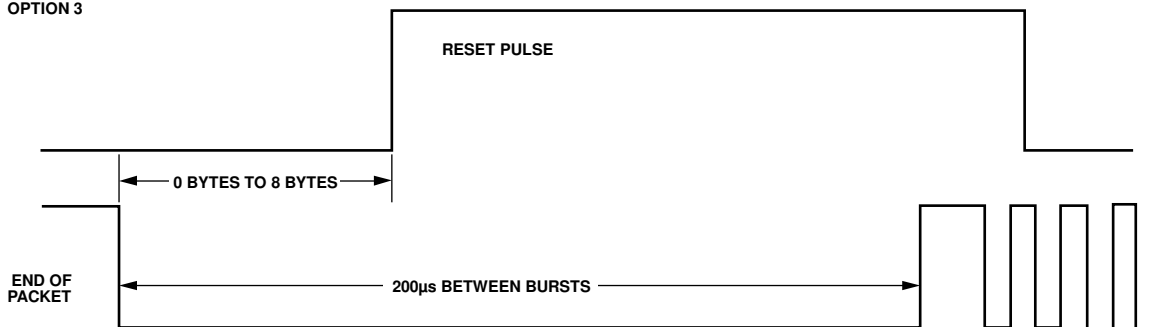 OPTION 3
RESET PULSE
0 BYTES TO 8 BYTES
END OF
PACKET
200µs BETWEEN BURSTS